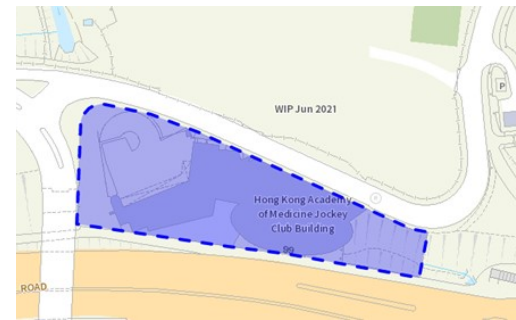 P
WIP Jun 2021
Hong Kong Academy
of Medicine Jockey
Club Building
99
ROAD